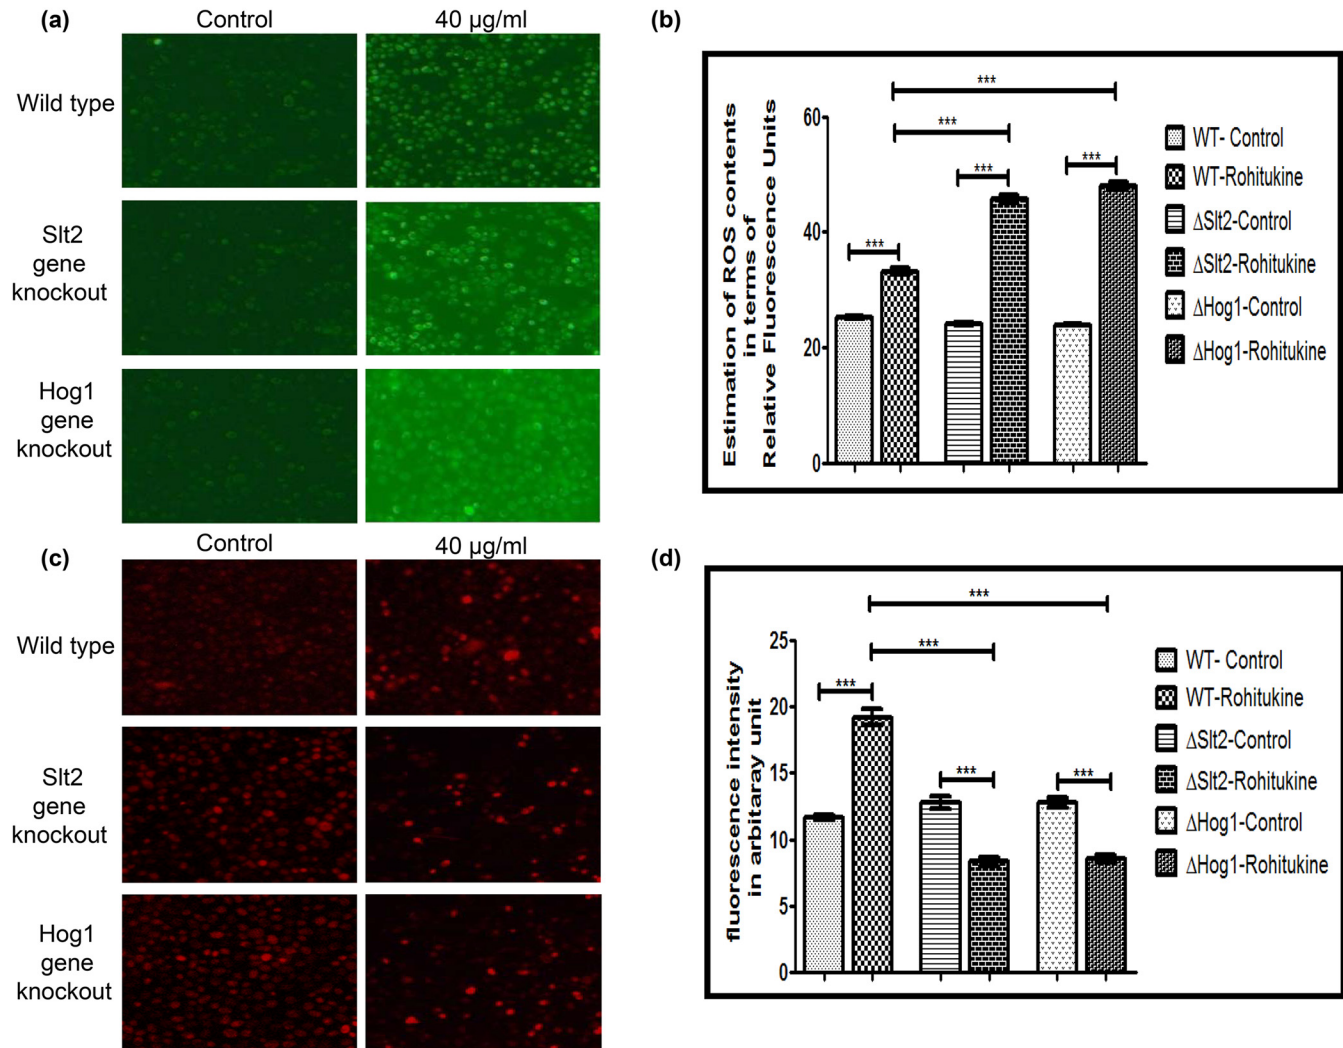 (a)
Control
40 µg/ml
Wild type
Slt2
gene
knockout
Hog1
gene
knockout
(b)
Estimation of ROS contents
in terms of
Relative Fluorescence Units
60
40
20
0
***
***
***
***
***
WT- Control
WT-Rohitukine
ΔSlt2-Control
ΔSlt2-Rohitukine
ΔHog1-Control
ΔHog1-Rohitukine
(c)
Control
40 µg/ml
Wild type
Slt2
gene
knockout
Hog1
gene
knockout
(d)
fluorescence intensity
in arbitaray unit
25
20
15
10
5
0
***
***
***
***
***
WT- Control
WT-Rohitukine
ΔSlt2-Control
ΔSlt2-Rohitukine
ΔHog1-Control
ΔHog1-Rohitukine